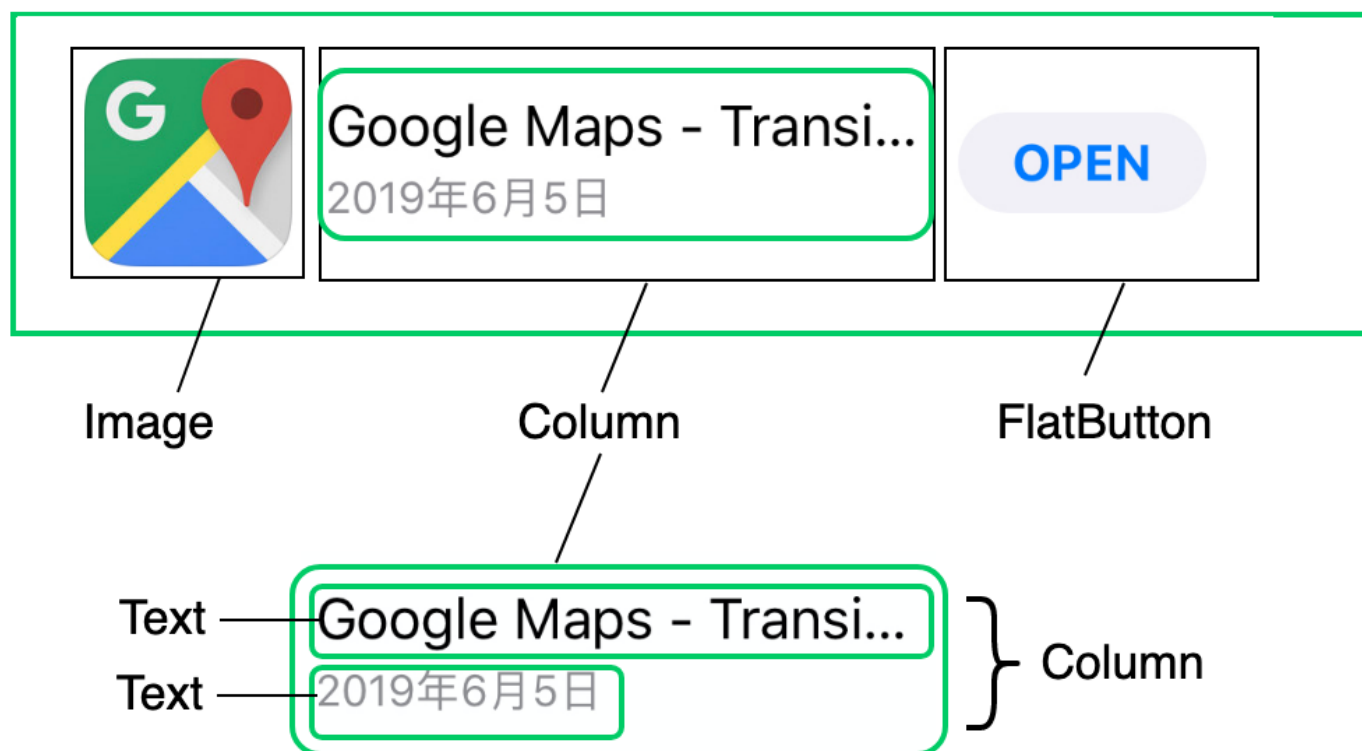 G
Google Maps - Transi...
2019年6月5日
OPEN
Image
Column
FlatButton
Text
Google Maps - Transi...
Text
2019年6月5日
Column